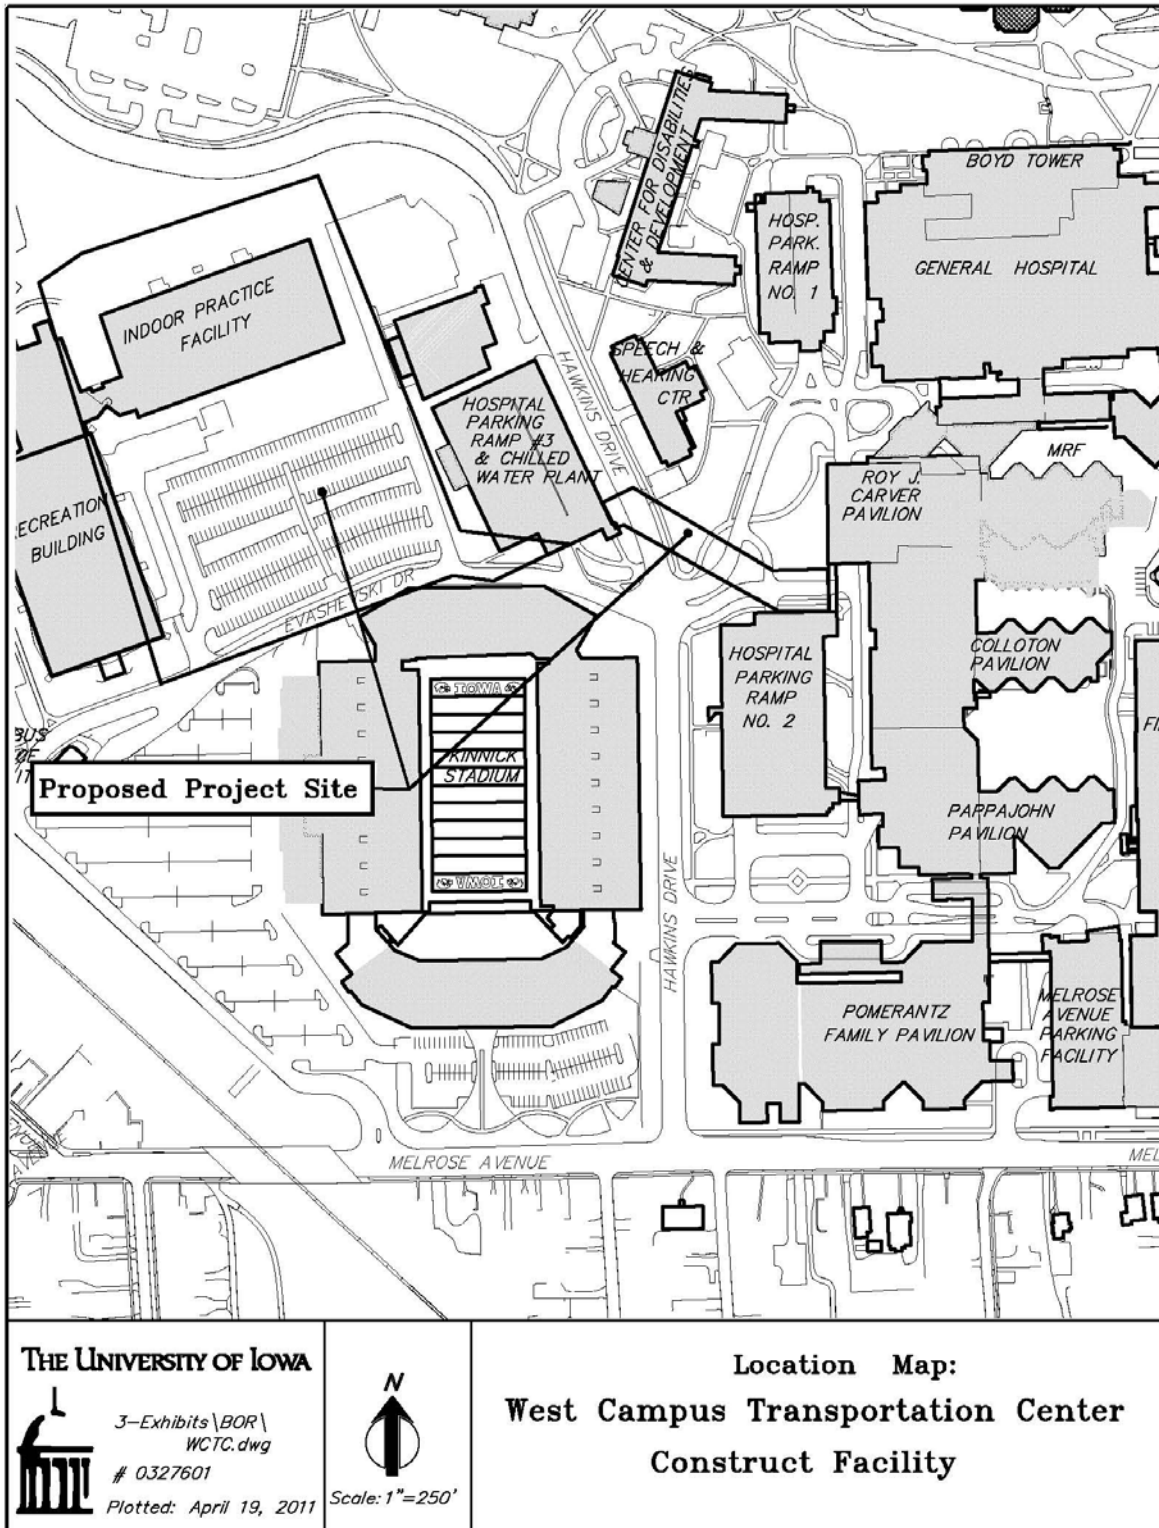 BOYD TOWER
CENTER FOR DISABILITIES
& DEVELOPMENT
HOSP.
PARK.
RAMP
NO. 1
GENERAL HOSPITAL
INDOOR PRACTICE
FACILITY
HAWKINS DRIVE
SPEECH &
HEARING
CTR
HOSPITAL
PARKING
RAMP #3
& CHILLED
WATER PLANT
MRF
ROY J.
CARVER
PAVILION
RECREATION
BUILDING
EVASHEVSKI DR
COLLOTON
PAVILION
HOSPITAL
PARKING
RAMP
NO. 2
IOWA
KINNICK
STADIUM
BUS
Proposed Project Site
PAPPAJOHN
PAVILION
IOWA
HAWKINS DRIVE
POMERANTZ
FAMILY PAVILION
MELROSE
AVENUE
PARKING
FACILITY
AVENUE
MELROSE AVENUE
MEL
THE UNIVERSITY OF IOWA
3-Exhibits\BOR\
WCTC.dwg
# 0327601
Plotted: April 19, 2011
N
Scale: 1"=250'
Location Map:
West Campus Transportation Center
Construct Facility